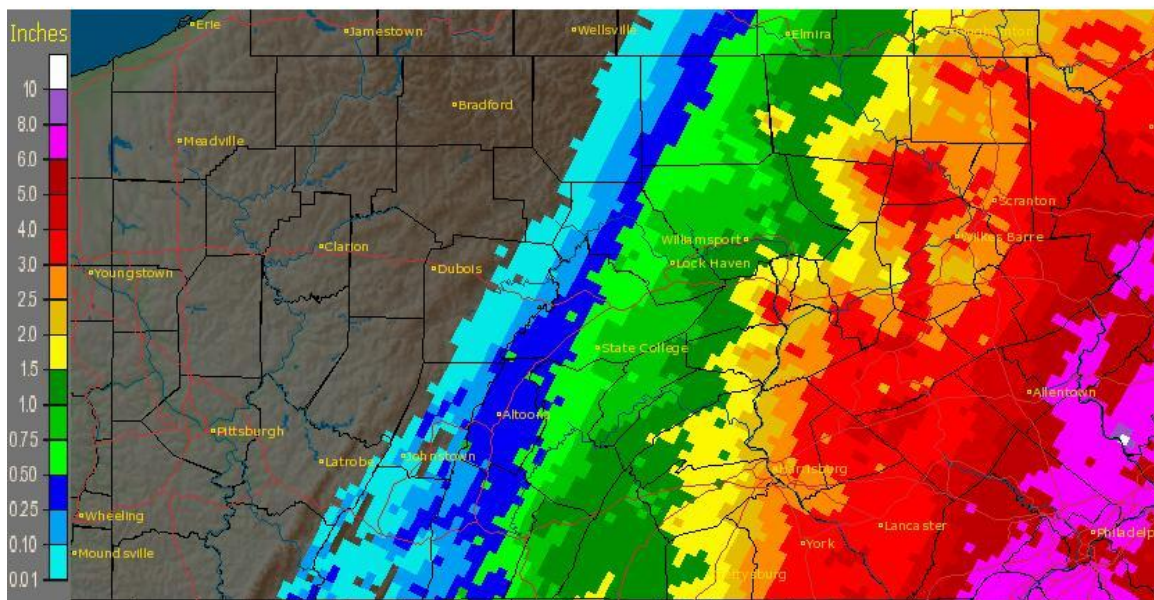 Inches
10
8.0
6.0
5.0
4.0
3.0
2.5
2.0
1.5
1.0
0.75
0.50
0.25
0.10
0.01
Erie
Jamestown
Wellsville
Elmira
Bradford
Meadville
Scranton
Williamsport
Wilkes Barre
Clarion
Lock Haven
Youngstown
Dubois
State College
Allentown
Altoona
Pittsburgh
Johnstown
Latrobe
Harrisburg
Wheeling
Lancaster
Philadelp
York
Moundsville